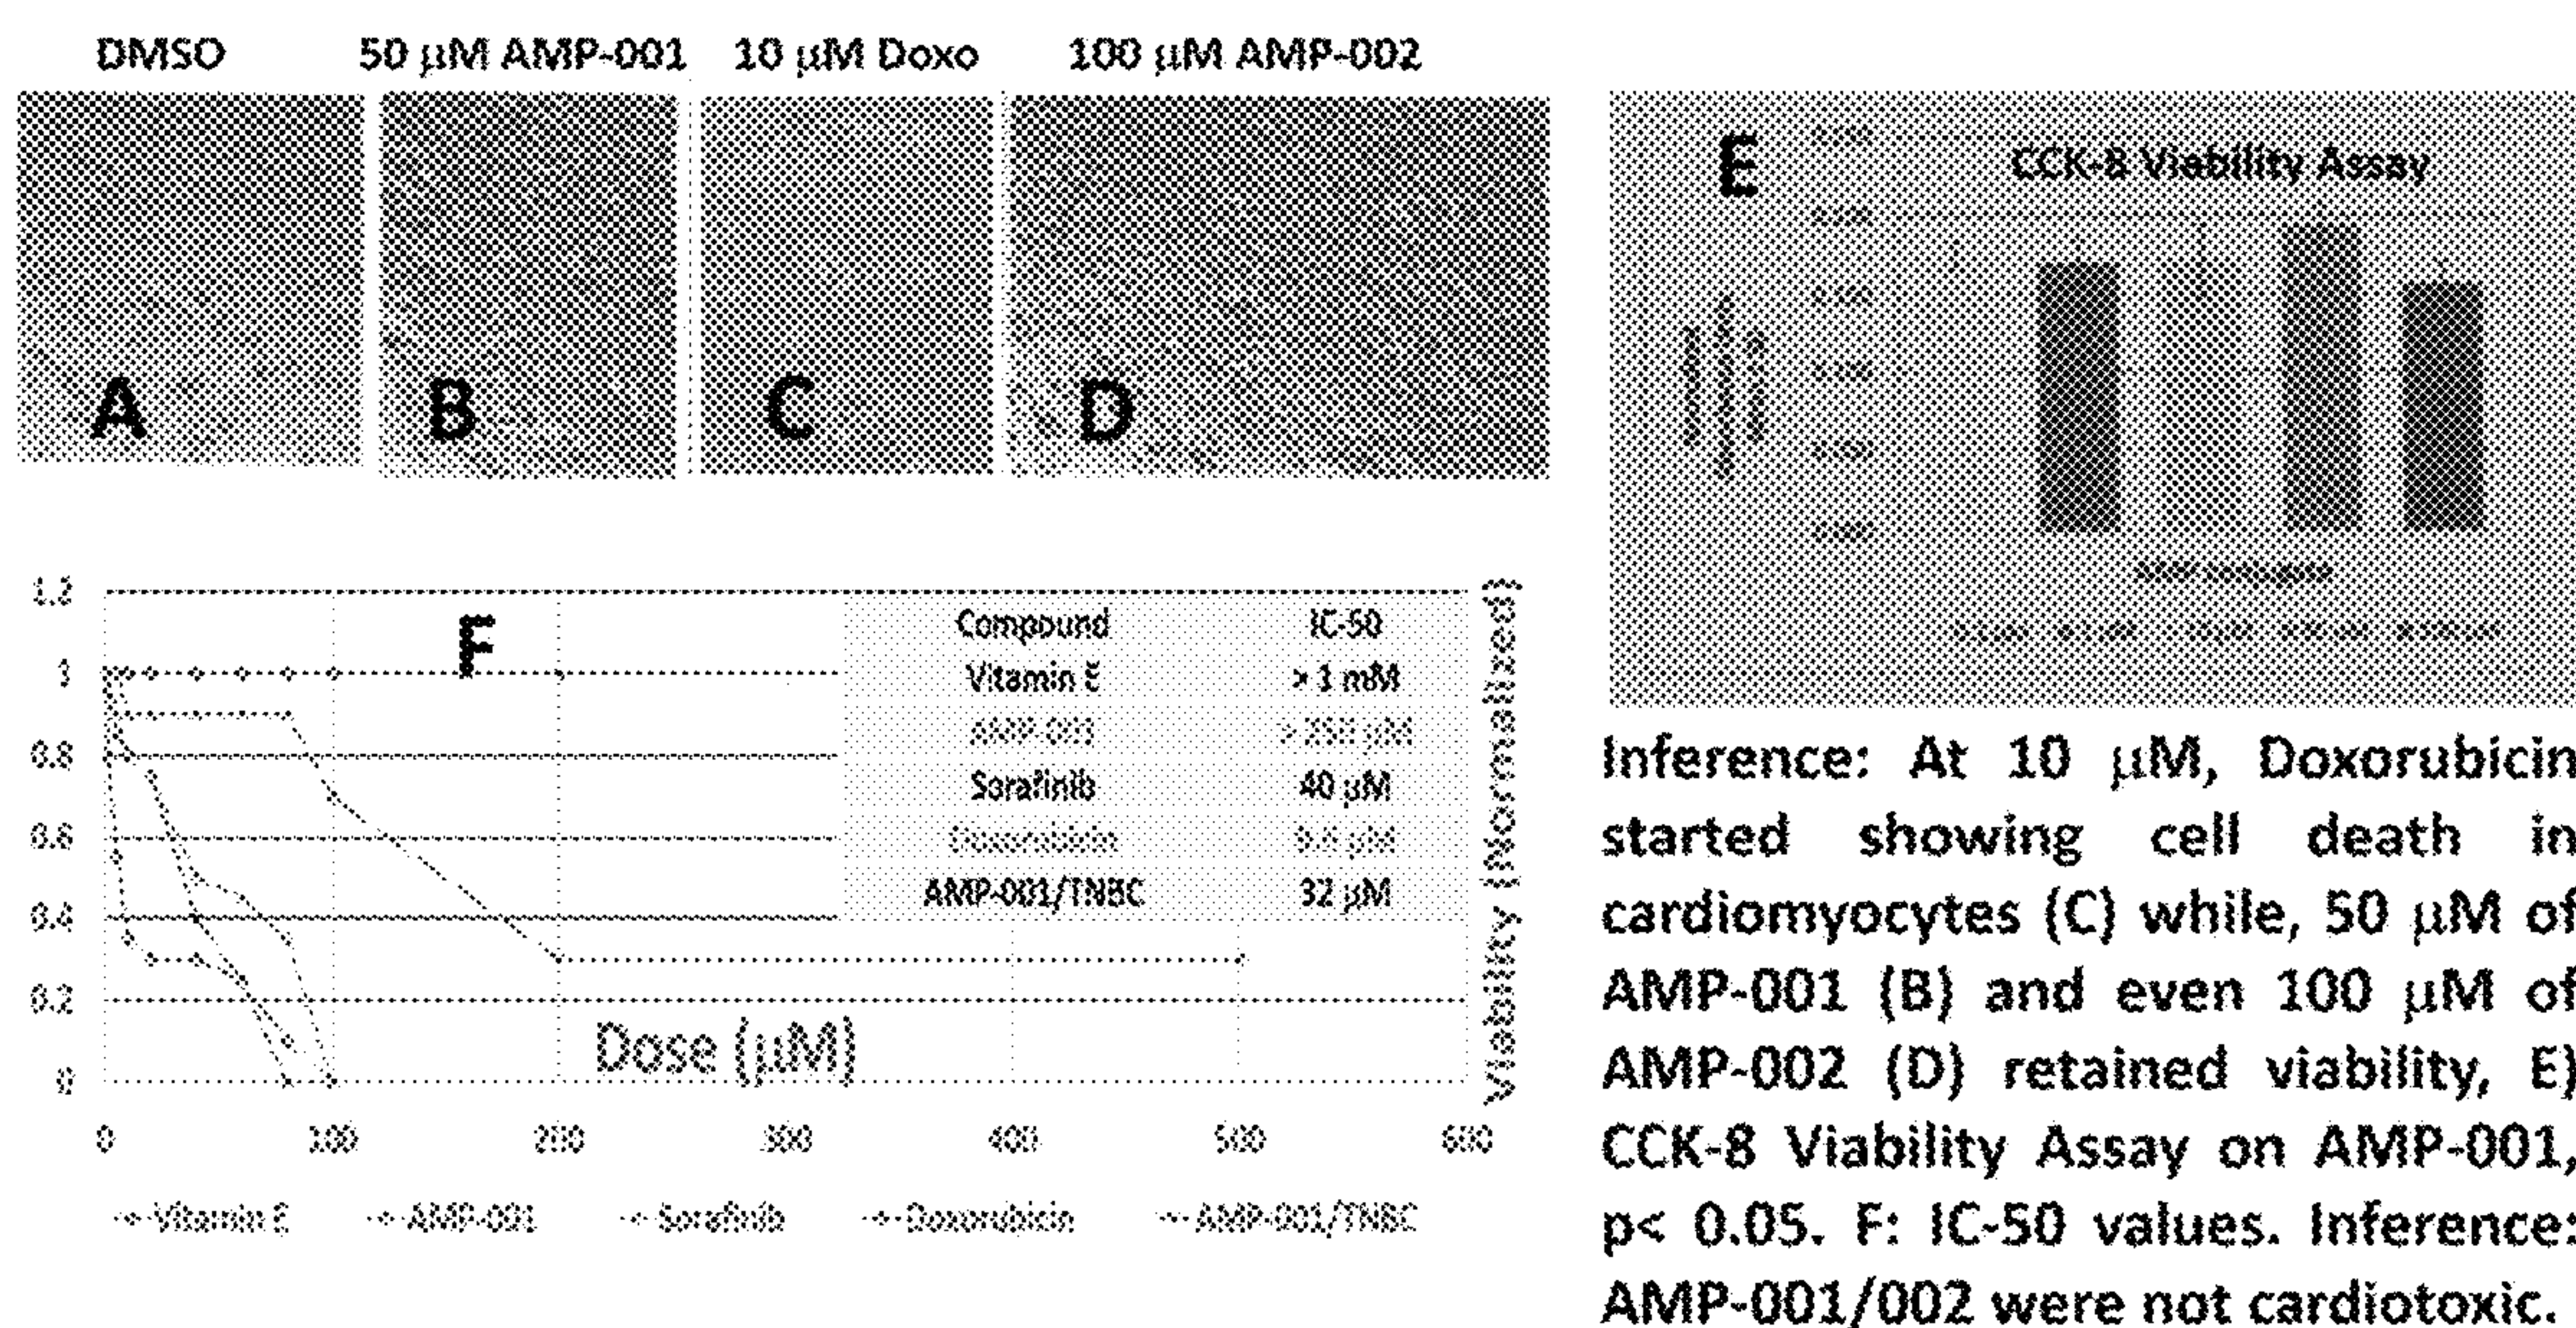 DMSO
50 µM AMP-001
10 µM Doxo
100 µM AMP-002
A
B
C
D
E
CCK-8 Viability Assay
F
1.2
1
0.8
0.6
0.4
0.2
0
Compound IC-50
Vitamin E > 1 mM
AMP-001
Sorafinib 40 µM
Doxorubicin
AMP-001/TNBC 32 µM
Viability (Normalized)
Dose (µM)
0 100 200 300 400 500 600
Vitamin E AMP-001 Sorafinib Doxorubicin AMP-001/TNBC
Inference: At 10 µM, Doxorubicin
started showing cell death in
cardiomyocytes (C) while, 50 µM of
AMP-001 (B) and even 100 µM of
AMP-002 (D) retained viability, E)
CCK-8 Viability Assay on AMP-001,
p< 0.05. F: IC-50 values. Inference:
AMP-001/002 were not cardiotoxic.